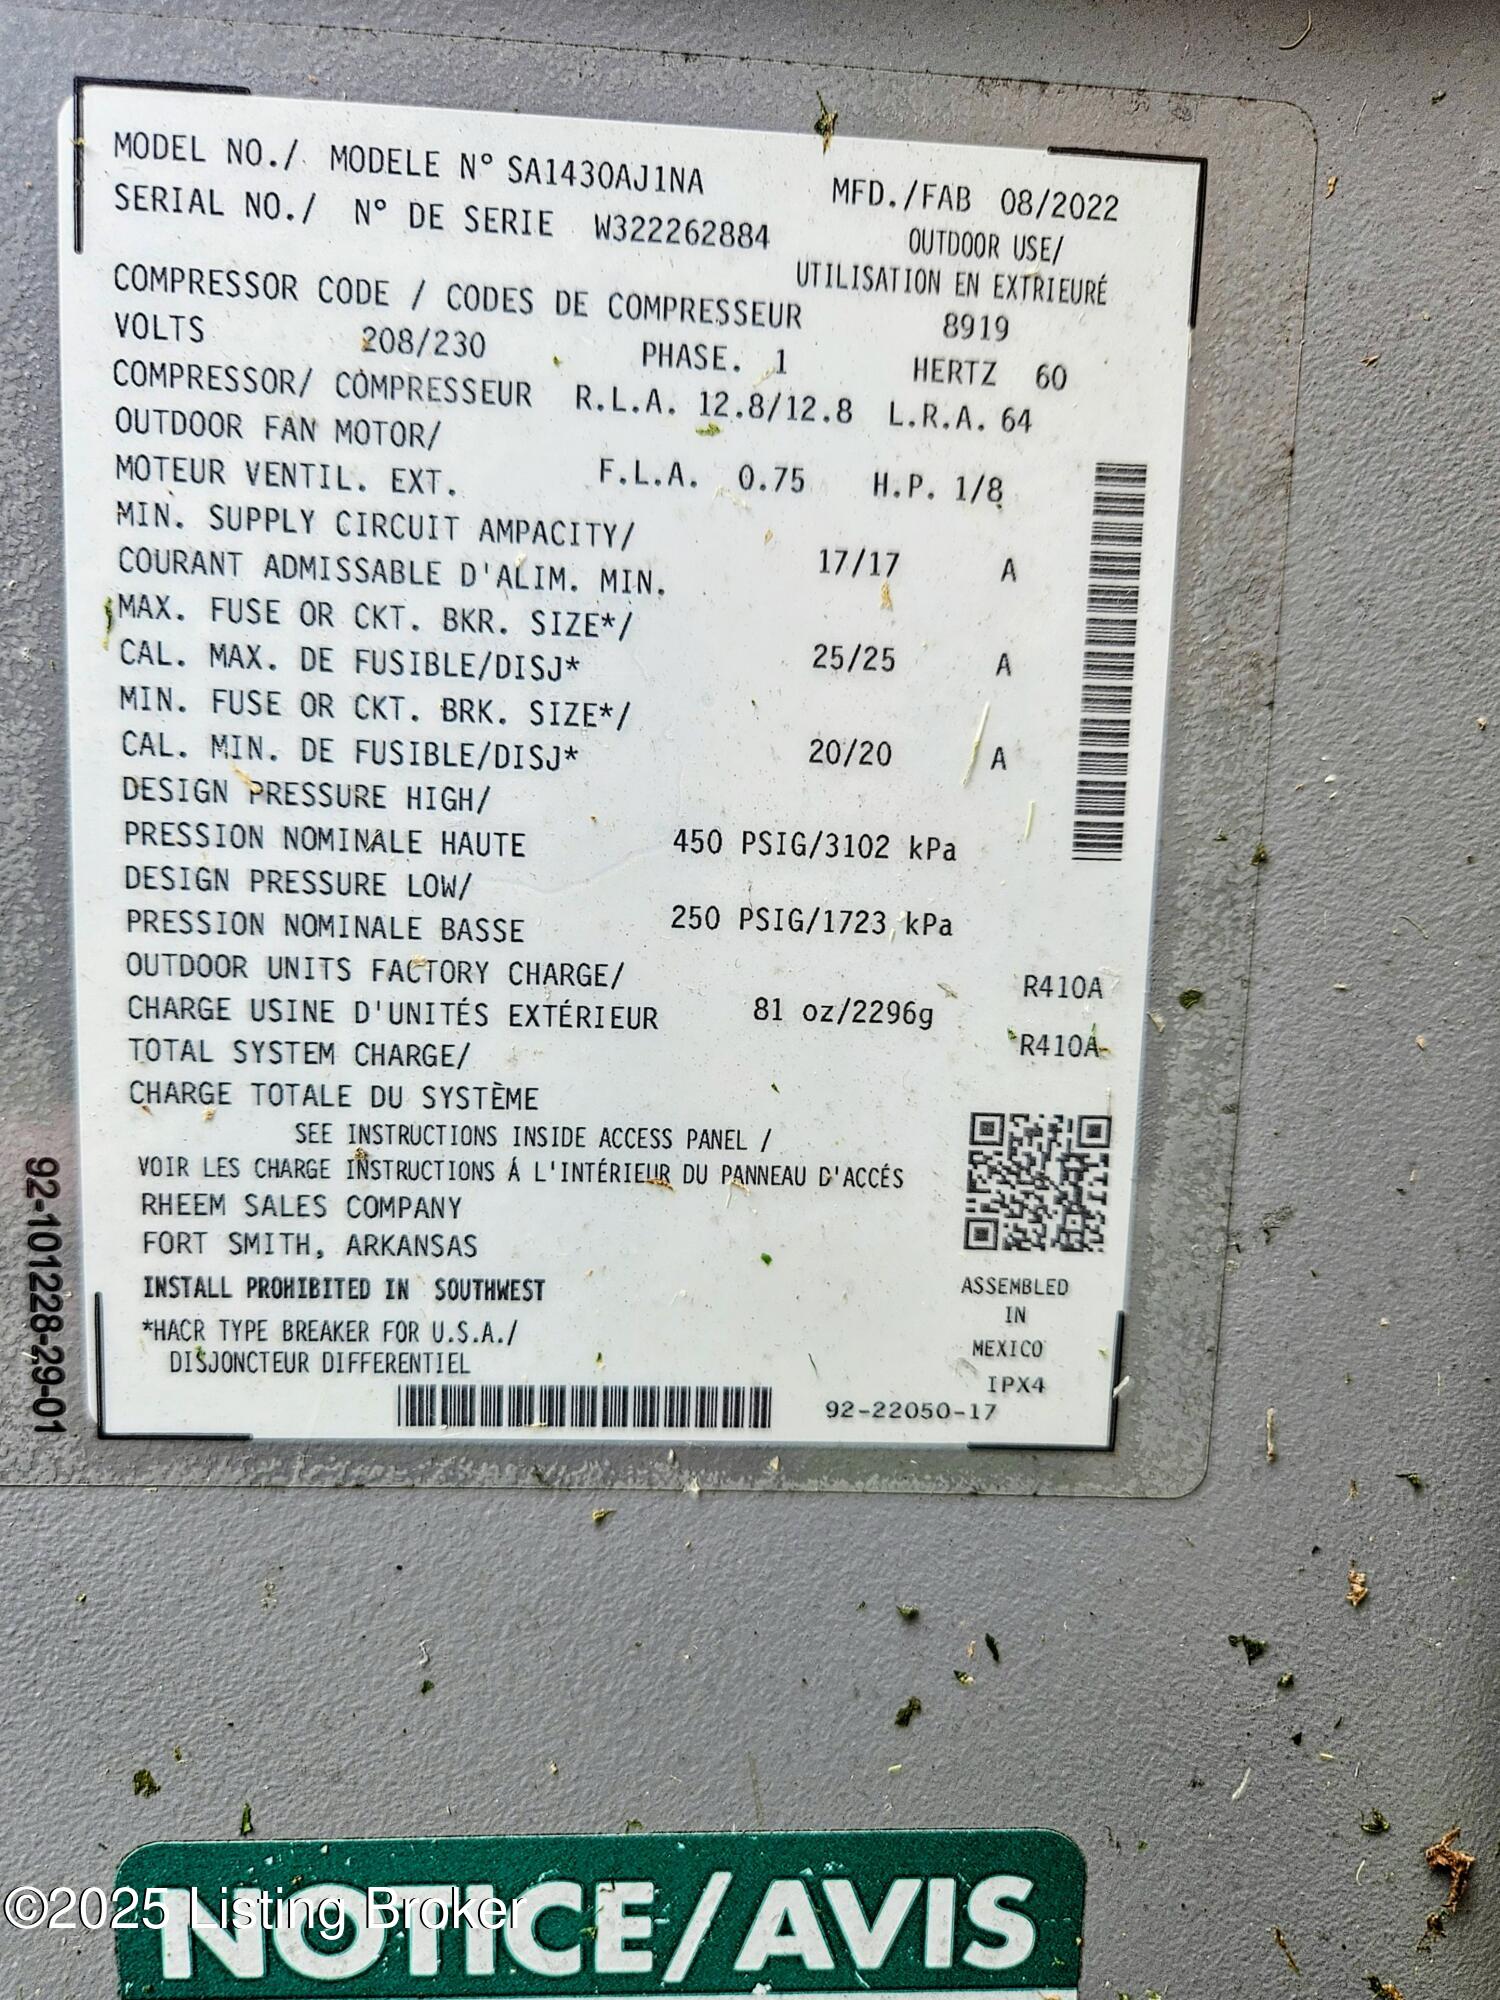 MODEL NO./ MODELE N° SA1430AJ1NA
MFD./FAB 08/2022
SERIAL NO./ N° DE SERIE W322262884
OUTDOOR USE/
UTILISATION EN EXTRIEURÉ
COMPRESSOR CODE / CODES DE COMPRESSEUR 8919
VOLTS 208/230 PHASE. 1 HERTZ 60
COMPRESSOR/ COMPRESSEUR R.L.A. 12.8/12.8 L.R.A. 64
OUTDOOR FAN MOTOR/
MOTEUR VENTIL. EXT. F.L.A. 0.75 H.P. 1/8
MIN. SUPPLY CIRCUIT AMPACITY/
COURANT ADMISSABLE D'ALIM. MIN. 17/17 A
MAX. FUSE OR CKT. BKR. SIZE*/
CAL. MAX. DE FUSIBLE/DISJ* 25/25 A
MIN. FUSE OR CKT. BRK. SIZE*/
CAL. MIN. DE FUSIBLE/DISJ* 20/20 A
DESIGN PRESSURE HIGH/
PRESSION NOMINALE HAUTE 450 PSIG/3102 kPa
DESIGN PRESSURE LOW/
PRESSION NOMINALE BASSE 250 PSIG/1723 kPa
OUTDOOR UNITS FACTORY CHARGE/
CHARGE USINE D'UNITÉS EXTÉRIEUR 81 oz/2296g R410A
TOTAL SYSTEM CHARGE/ R410A
CHARGE TOTALE DU SYSTÈME
SEE INSTRUCTIONS INSIDE ACCESS PANEL /
VOIR LES CHARGE INSTRUCTIONS Á L'INTÉRIEUR DU PANNEAU D'ACCÉS
RHEEM SALES COMPANY
FORT SMITH, ARKANSAS
INSTALL PROHIBITED IN SOUTHWEST
*HACR TYPE BREAKER FOR U.S.A./
DISJONCTEUR DIFFERENTIEL
ASSEMBLED
IN
MEXICO
IPX4
92-22050-17
92-101228-29-01
NOTICE/AVIS
©2025 Listing Broker